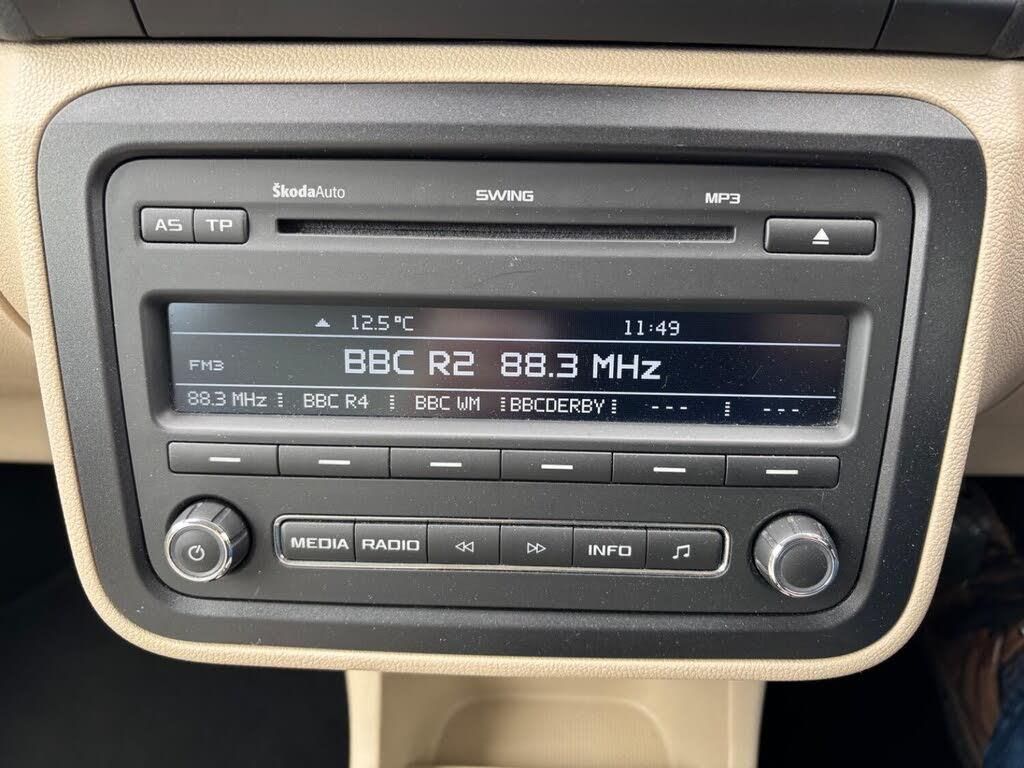 ŠkodaAuto SWING MP3
AS TP
12.5°C 11:49
FM3 BBC R2 88.3 MHz
88.3 MHz BBC R4 BBC WM BBCDERBY --- ---
MEDIA RADIO INFO